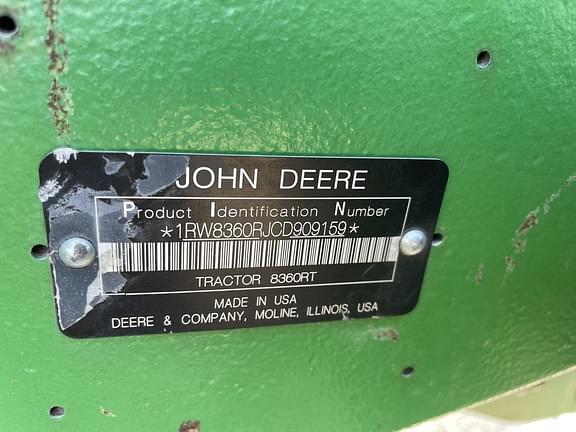 JOHN DEERE
Product Identification Number
*1RW8360RJCD909159*
TRACTOR 8360RT
MADE IN USA
DEERE & COMPANY, MOLINE, ILLINOIS, USA